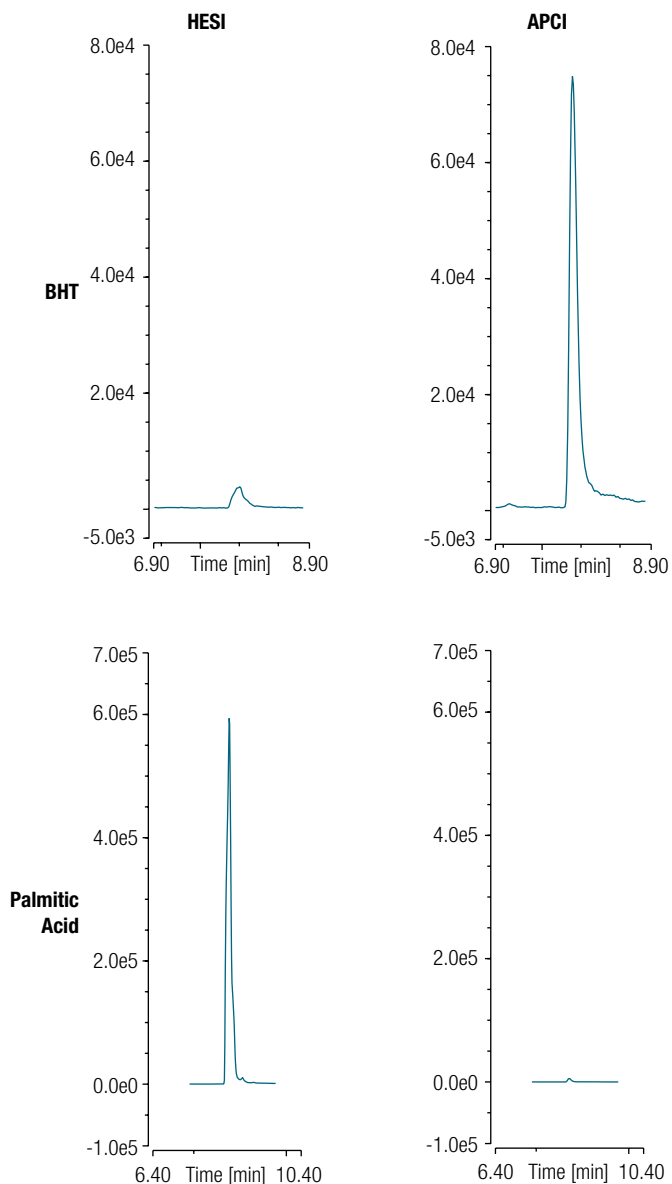 HESI
APCI
BHT
8.0e4
6.0e4
4.0e4
2.0e4
-5.0e3
6.90 Time [min] 8.90
8.0e4
6.0e4
4.0e4
2.0e4
-5.0e3
6.90 Time [min] 8.90
Palmitic
Acid
7.0e5
6.0e5
4.0e5
2.0e5
0.0e0
-1.0e5
6.40 Time [min] 10.40
7.0e5
6.0e5
4.0e5
2.0e5
0.0e0
-1.0e5
6.40 Time [min] 10.40